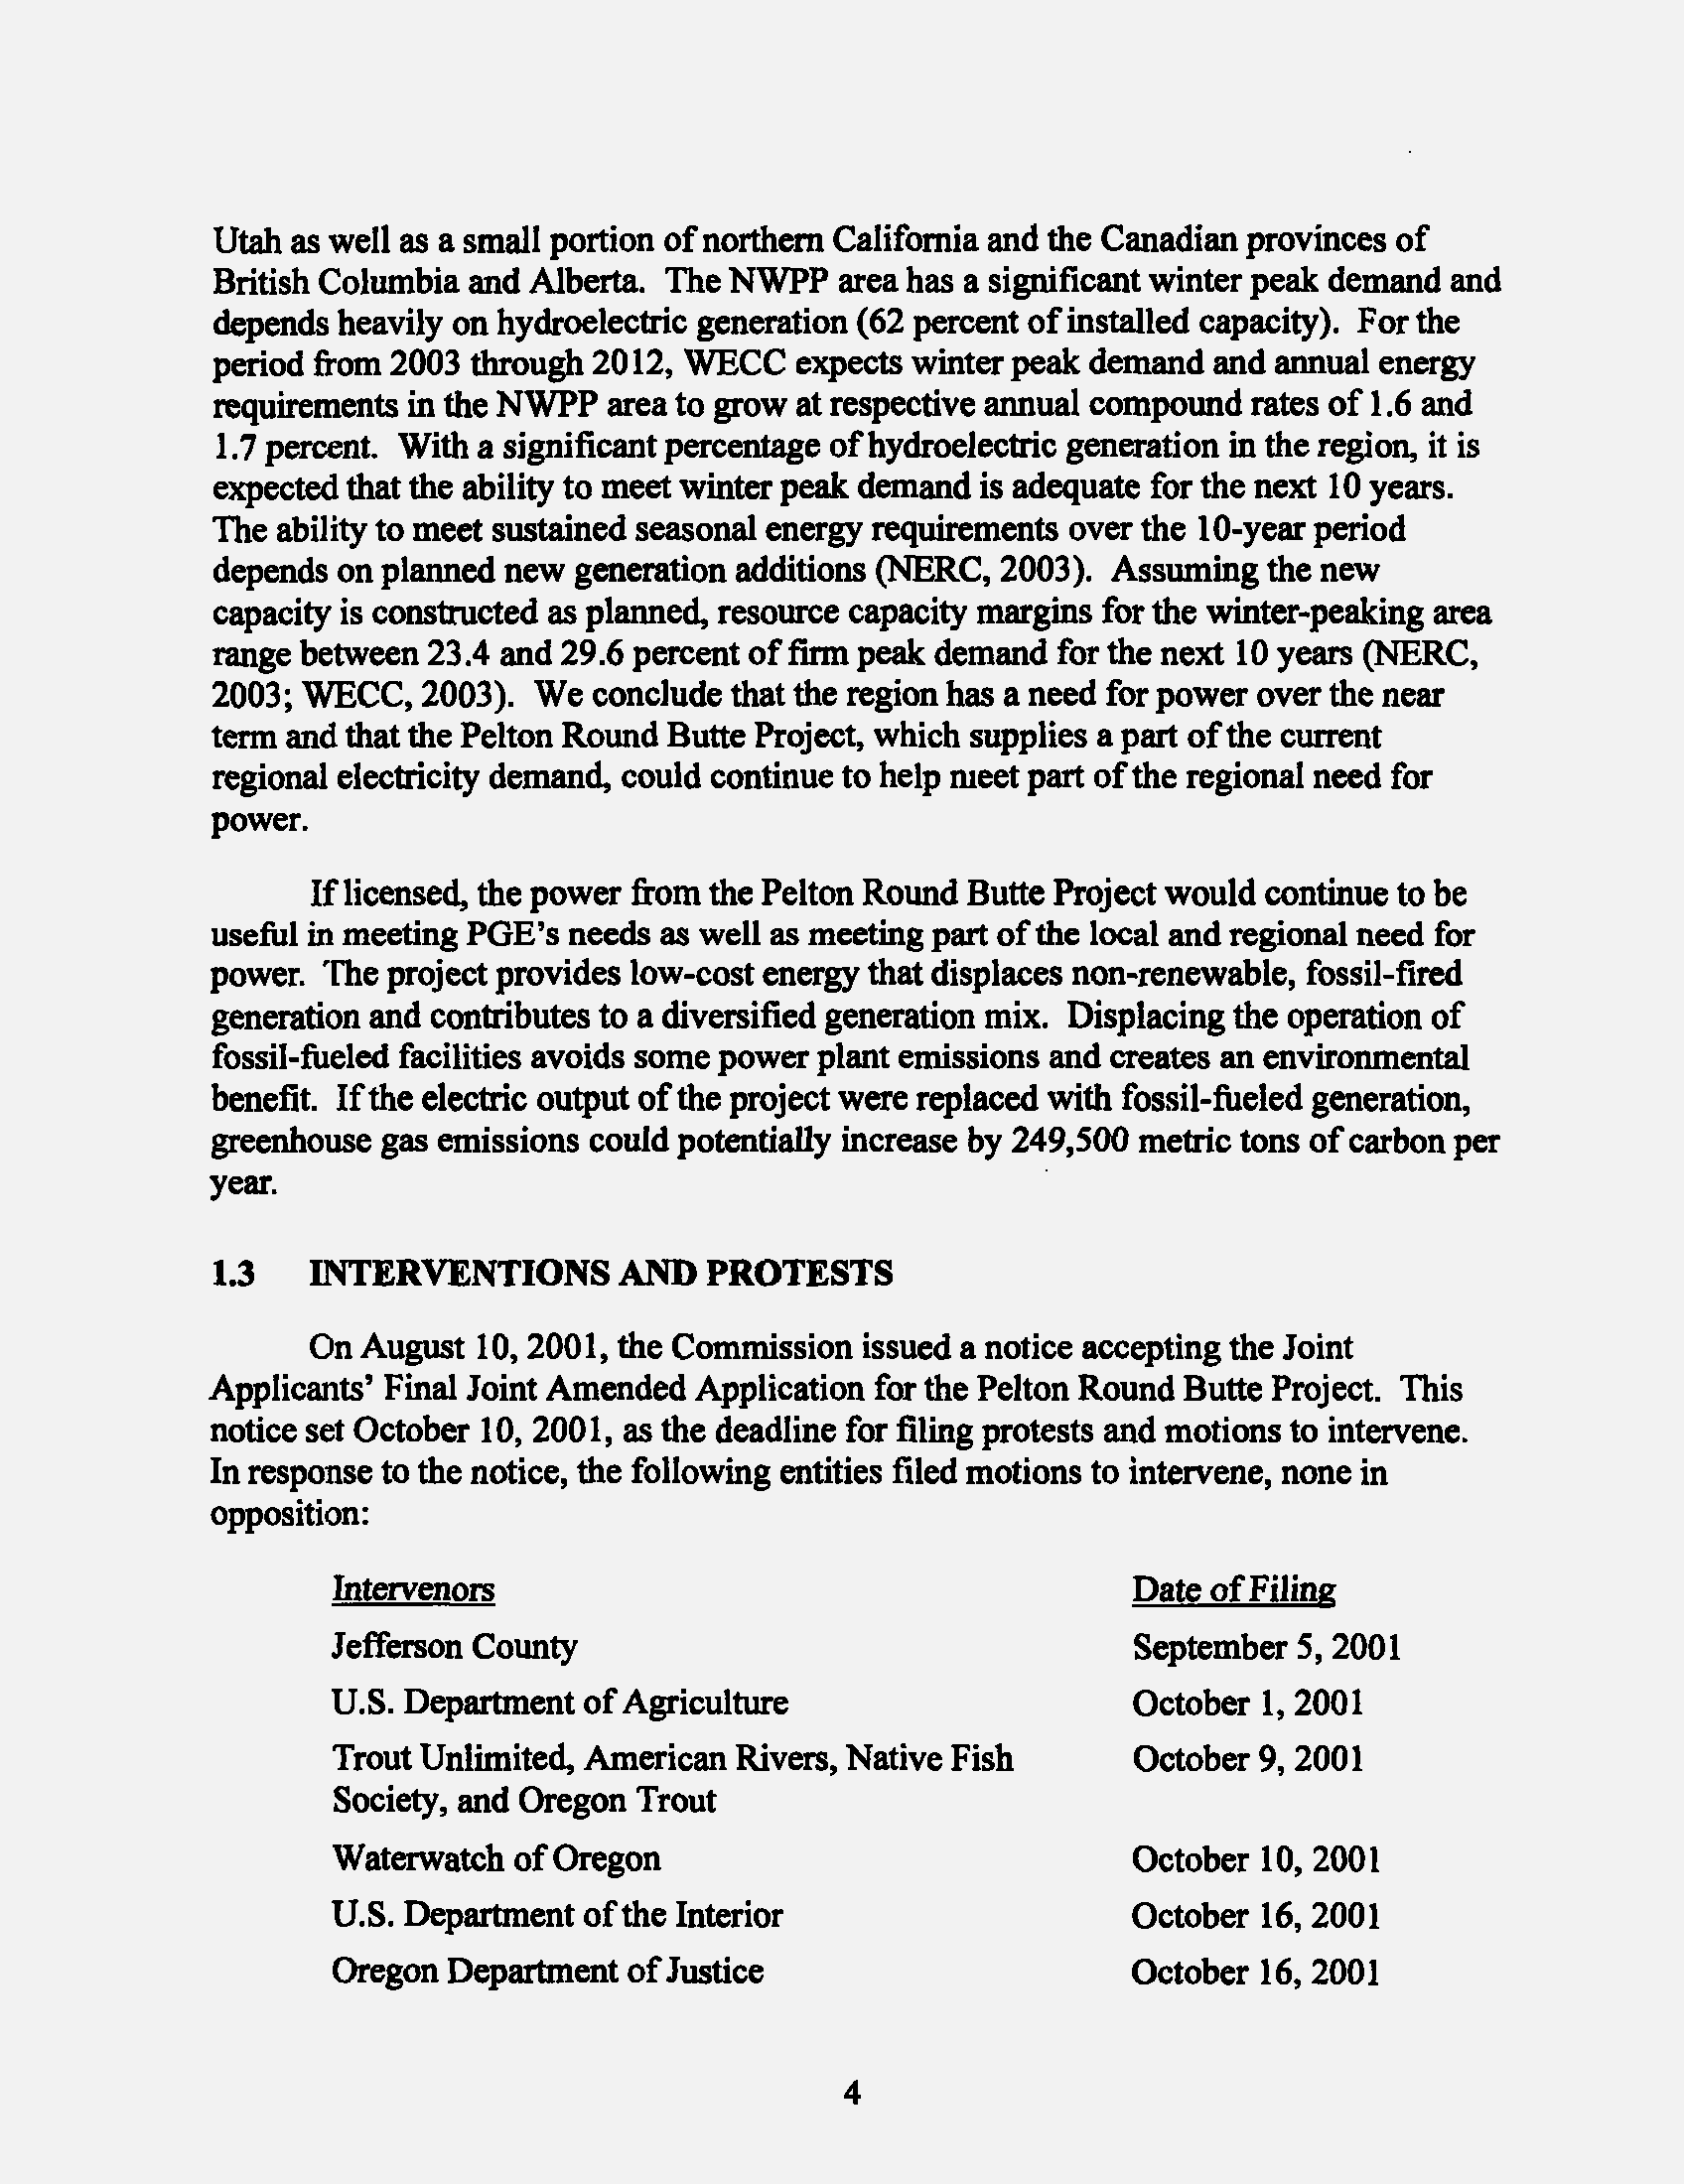 Utah as well as a small portion of northern California and the Canadian provinces of
British Columbia and Alberta. The NWPP area has a significant winter peak demand and
depends heavily on hydroelectric generation (62 percent of installed capacity). For the
period from 2003 through 2012, WECC expects winter peak demand and annual energy
requirements in the NWPP area to grow at respective annual compound rates of 1.6 and
1.7 percent. With a significant percentage of hydroelectric generation in the region, it is
expected that the ability to meet winter peak demand is adequate for the next 10 years.
The ability to meet sustained seasonal energy requirements over the 10-year period
depends on planned new generation additions (NERC, 2003). Assuming the new
capacity is constructed as planned, resource capacity margins for the winter-peaking area
range between 23.4 and 29.6 percent of firm peak demand for the next 10 years (NERC,
2003; WECC, 2003). We conclude that the region has a need for power over the near
term and that the Pelton Round Butte Project, which supplies a part of the current
regional electricity demand, could continue to help meet part of the regional need for
power.
If licensed, the power from the Pelton Round Butte Project would continue to be
useful in meeting PGE's needs as well as meeting part of the local and regional need for
power. The project provides low-cost energy that displaces non-renewable, fossil-fired
generation and contributes to a diversified generation mix. Displacing the operation of
fossil-fueled facilities avoids some power plant emissions and creates an environmental
benefit. If the electric output of the project were replaced with fossil-fueled generation,
greenhouse gas emissions could potentially increase by 249,500 metric tons of carbon per
year.
1.3 INTERVENTIONS AND PROTESTS
On August 10, 2001, the Commission issued a notice accepting the Joint
Applicants' Final Joint Amended Application for the Pelton Round Butte Project. This
notice set October 10, 2001, as the deadline for filing protests and motions to intervene.
In response to the notice, the following entities filed motions to intervene, none in
opposition:
Intervenors Date of Filing
Jefferson County September 5, 2001
U.S. Department of Agriculture October 1, 2001
Trout Unlimited, American Rivers, Native Fish October 9, 2001
Society, and Oregon Trout
Waterwatch of Oregon October 10, 2001
U.S. Department of the Interior October 16, 2001
Oregon Department of Justice October 16, 2001
4